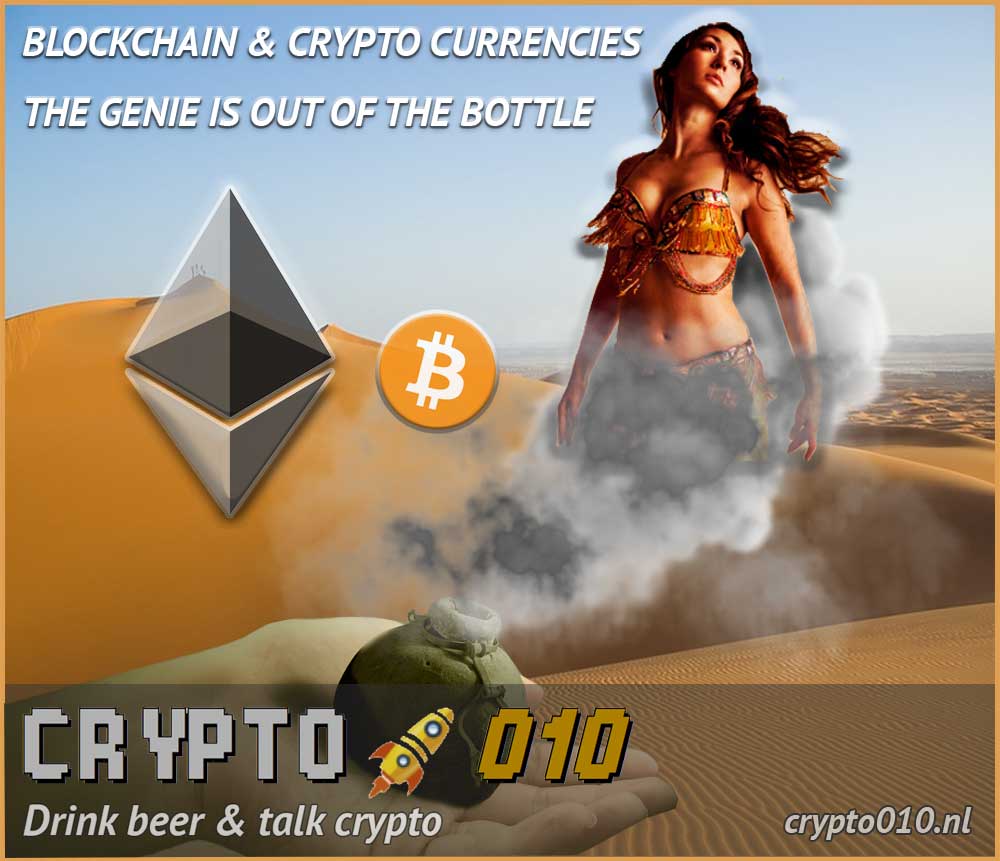 BLOCKCHAIN & CRYPTO CURRENCIES
THE GENIE IS OUT OF THE BOTTLE
CRYPTO 010
Drink beer & talk crypto
crypto010.nl